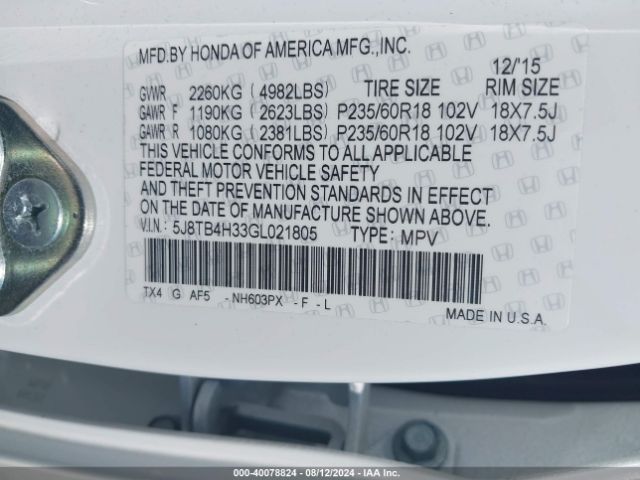 MFD.BY HONDA OF AMERICA MFG.,INC.
12/'15
GVWR 2260KG (4982LBS) TIRE SIZE RIM SIZE
GAWR F 1190KG (2623LBS) P235/60R18 102V 18X7.5J
GAWR R 1080KG (2381LBS) P235/60R18 102V 18X7.5J
THIS VEHICLE CONFORMS TO ALL APPLICABLE
FEDERAL MOTOR VEHICLE SAFETY
AND THEFT PREVENTION STANDARDS IN EFFECT
ON THE DATE OF MANUFACTURE SHOWN ABOVE.
V.I.N.: 5J8TB4H33GL021805 TYPE: MPV
TX4 G AF5 -NH603PX -F -L
MADE IN U.S.A.
000-40078824 | 08/12/2024 | IAA Inc.